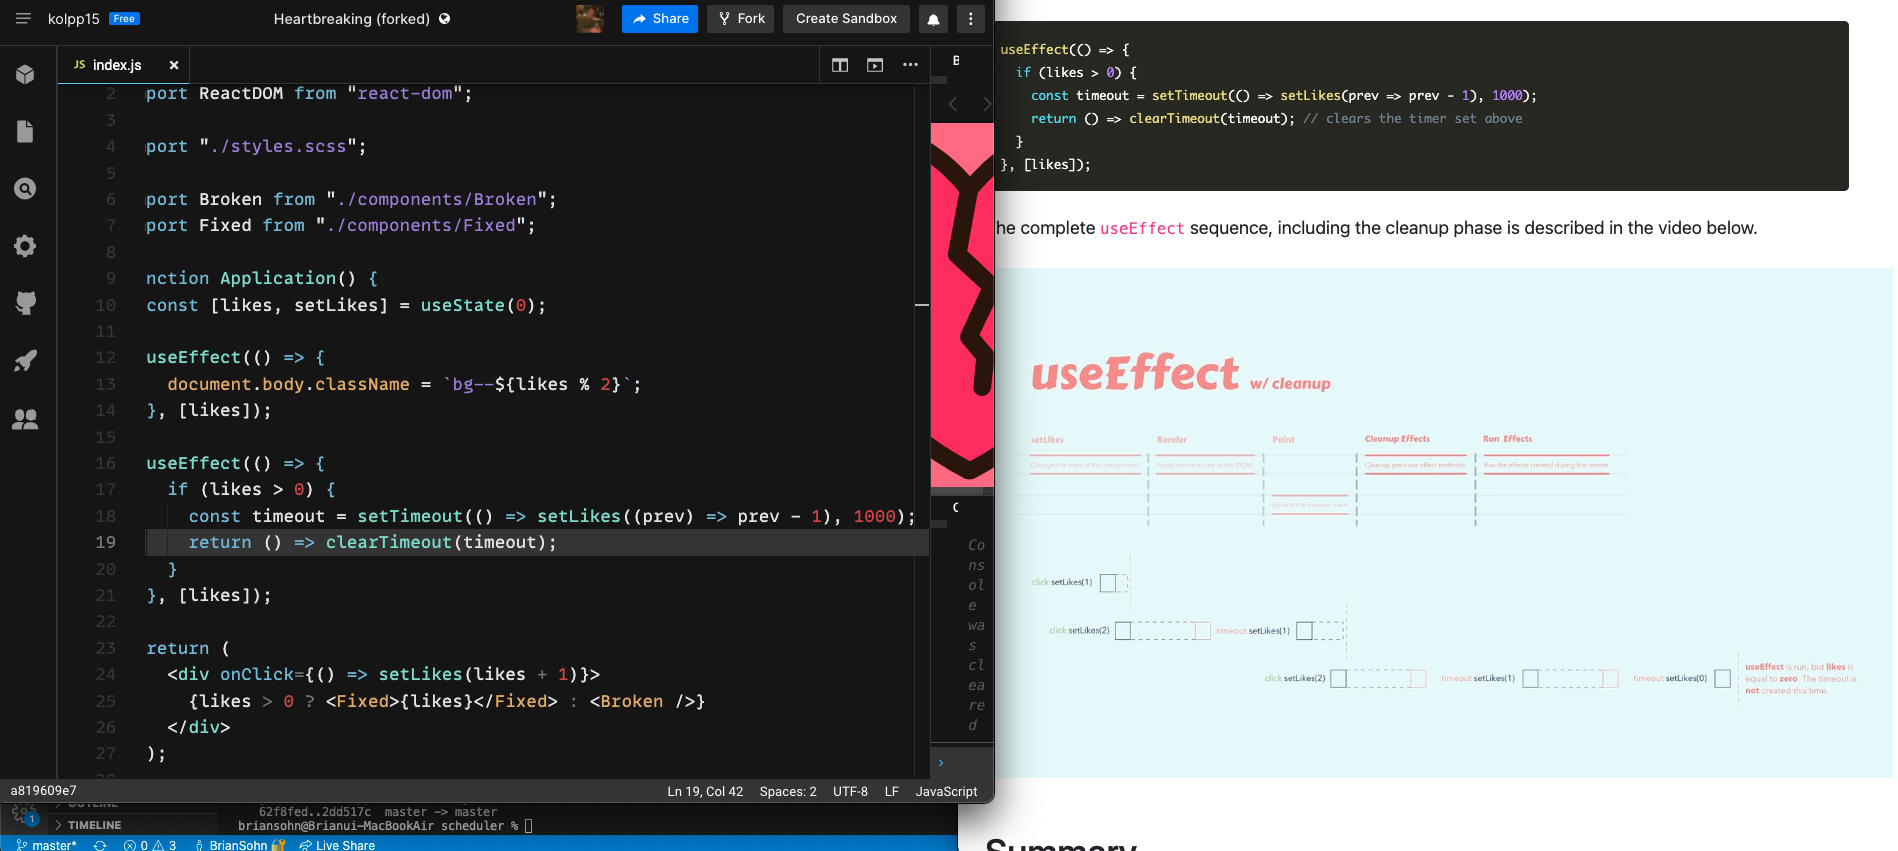 kolpp15 Free
Heartbreaking (forked)
Share
Fork
Create Sandbox
JS index.js
2 port ReactDOM from "react-dom";
3
4 port "./styles.scss";
5
6 port Broken from "./components/Broken";
7 port Fixed from "./components/Fixed";
8
9 nction Application() {
10 const [likes, setLikes] = useState(0);
11
12 useEffect(() => {
13 document.body.className = `bg--${likes % 2}`;
14 }, [likes]);
15
16 useEffect(() => {
17 if (likes > 0) {
18 const timeout = setTimeout(() => setLikes((prev) => prev - 1), 1000);
19 return () => clearTimeout(timeout);
20 }
21 }, [likes]);
22
23 return (
24 <div onClick={() => setLikes(likes + 1)}>
25 {likes > 0 ? <Fixed>{likes}</Fixed> : <Broken />}
26 </div>
27 );
B
C
Co
ns
ol
e
wa
s
cl
ea
re
d
a819609e7
Ln 19, Col 42 Spaces: 2 UTF-8 LF JavaScript
OUTLINE
TIMELINE
62f8fed..2dd517c master -> master
briansohn@Brianui-MacBookAir scheduler %
1
master* 0 3 BrianSohn Live Share
useEffect(() => {
if (likes > 0) {
const timeout = setTimeout(() => setLikes(prev => prev - 1), 1000);
return () => clearTimeout(timeout); // clears the timer set above
}
}, [likes]);
he complete useEffect sequence, including the cleanup phase is described in the video below.
useEffect w/ cleanup
setLikes Render Paint Cleanup Effects Run Effects
Change the state of the component. Apply element tree to the DOM. Cleanup previous effect methods. Run the effects created during the render.
Update the browser view.
click setLikes(1)
click setLikes(2) timeout setLikes(1)
click setLikes(2) timeout setLikes(1) timeout setLikes(0)
useEffect is run, but likes is
equal to zero. The timeout is
not created this time.
Summary